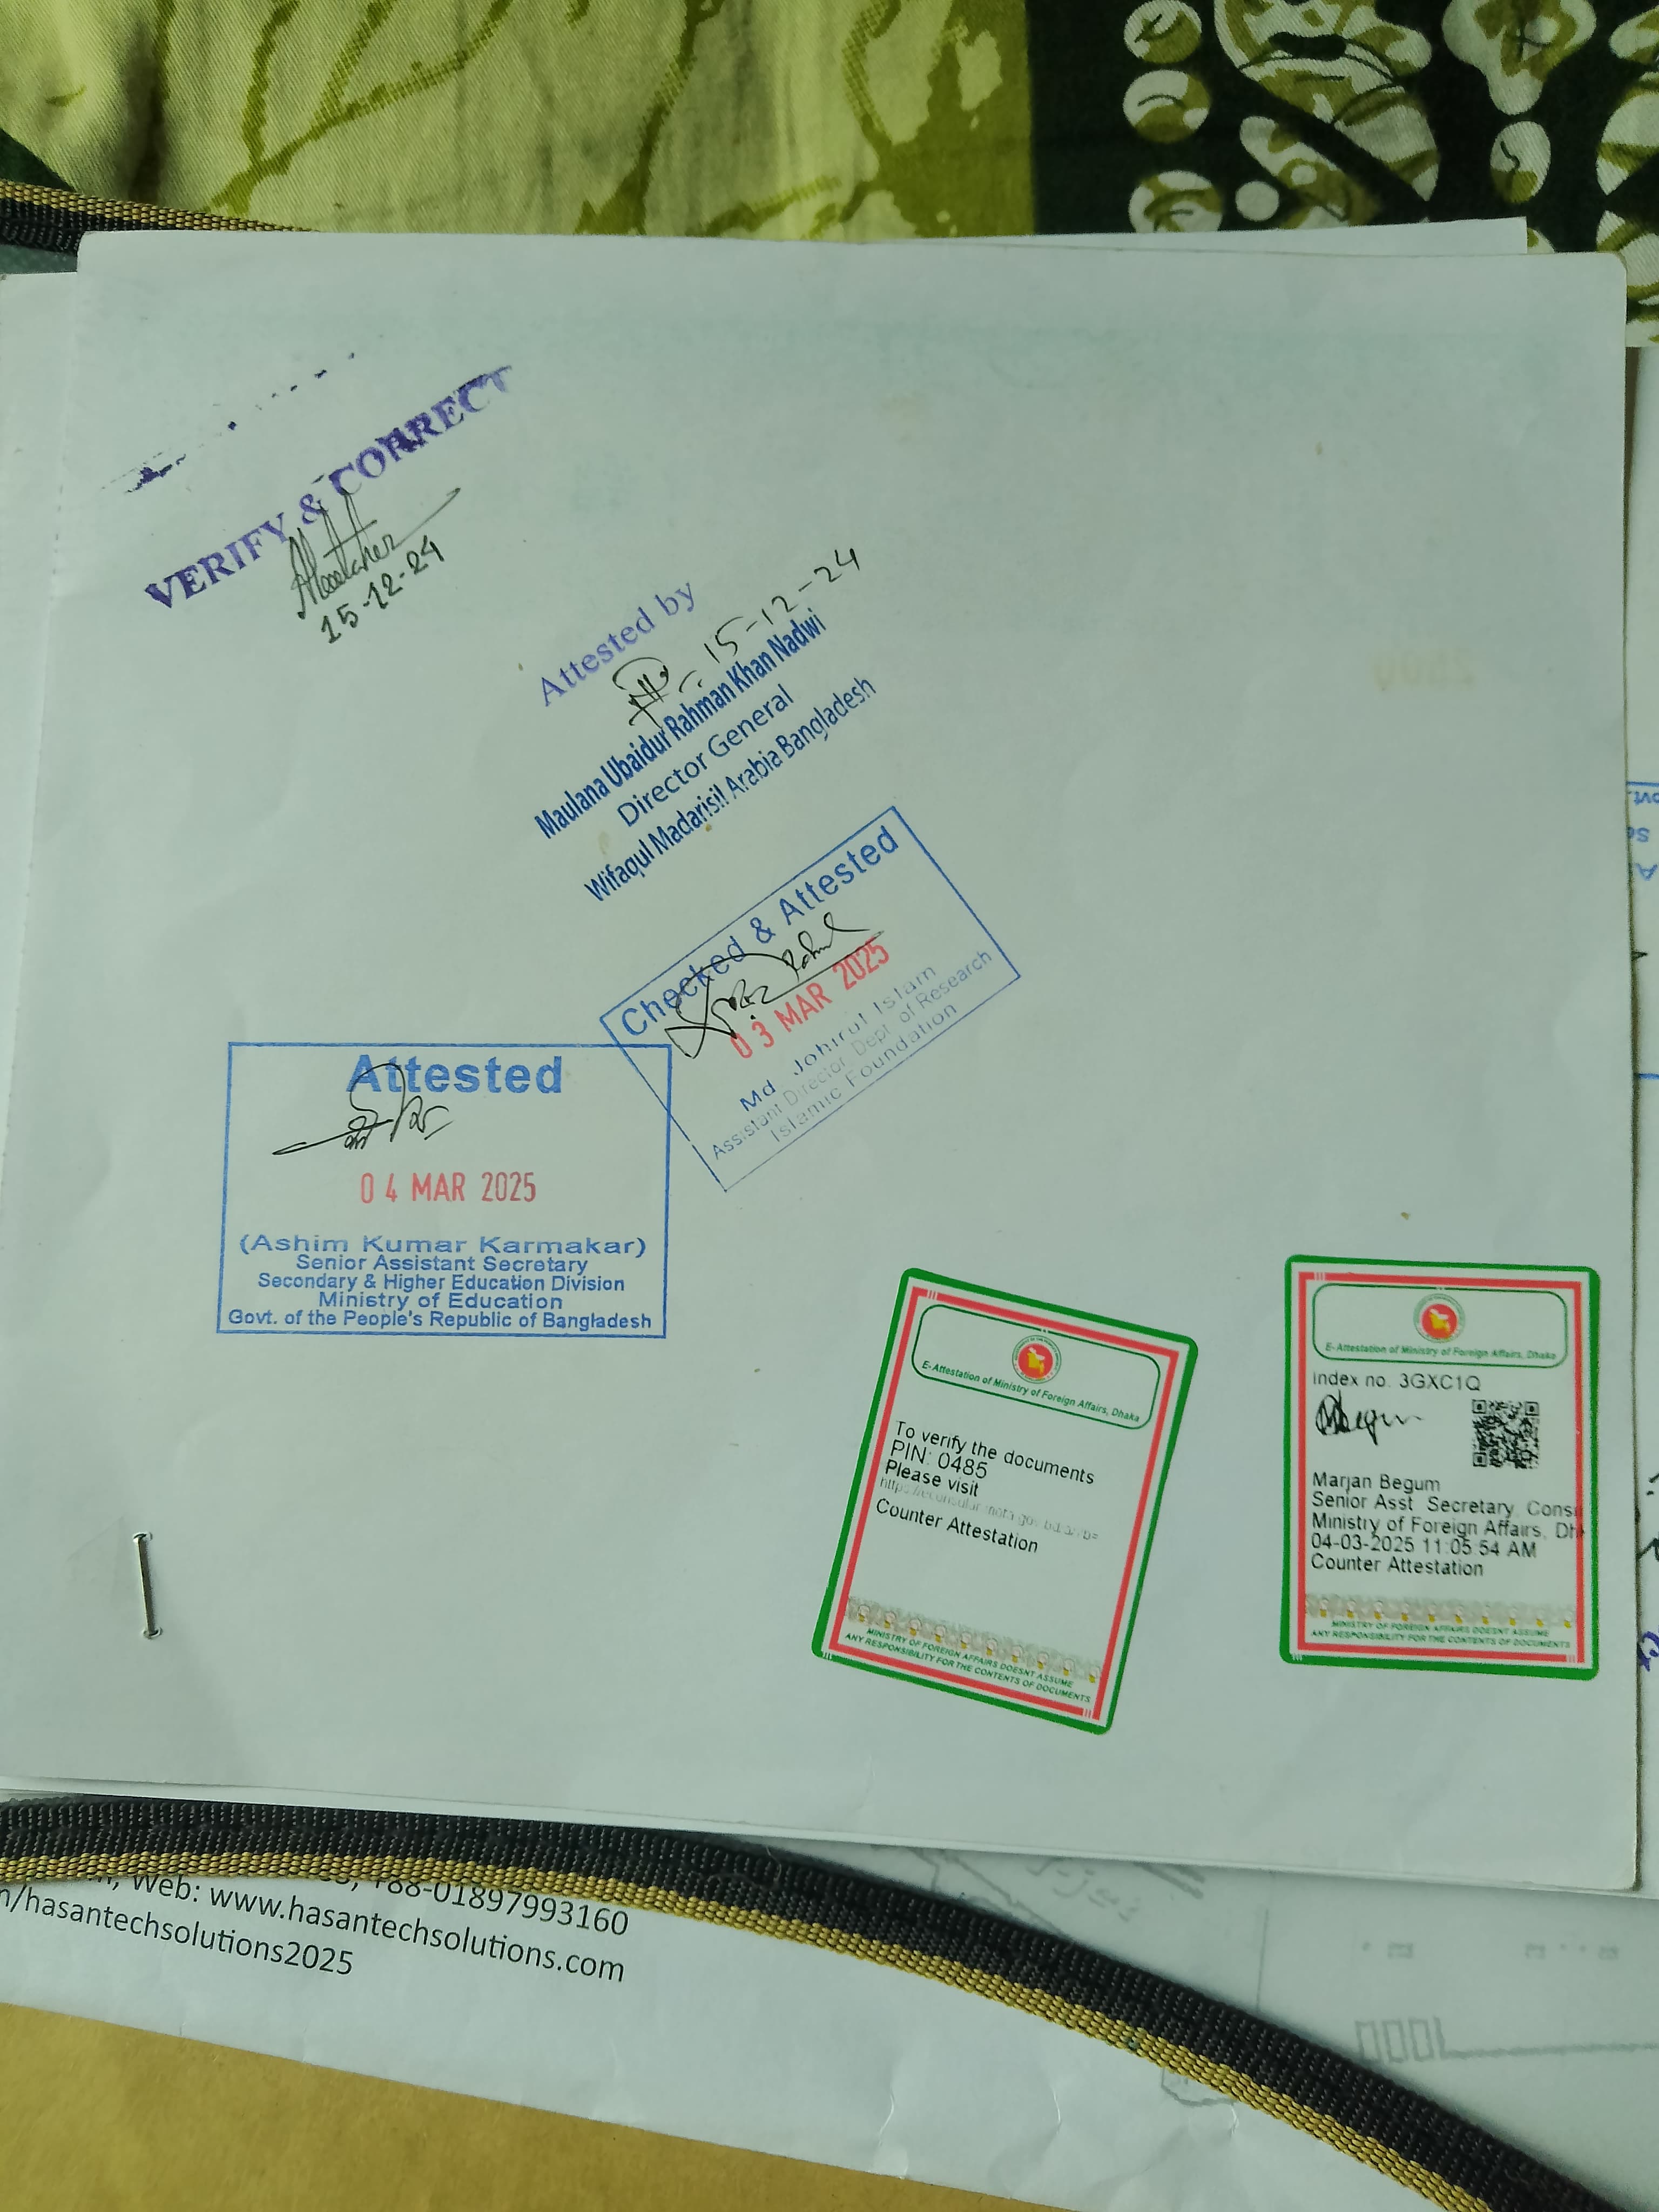 VERIFY & CORRECT
15-12-24
Attested by
15-12-24
Maulana Ubaidur Rahman Khan Nadwi
Director General
Wifaqul Madarisil Arabia Bangladesh
Checked & Attested
03 MAR 2025
Md. Johirul Islam
Assistant Director Dept. of Research
Islamic Foundation
Attested
04 MAR 2025
(Ashim Kumar Karmakar)
Senior Assistant Secretary
Secondary & Higher Education Division
Ministry of Education
Govt. of the People's Republic of Bangladesh
E- Attestation of Ministry of Foreign Affairs, Dhaka
To verify the documents
PIN: 0485
Please visit
Counter Attestation
MINISTRY OF FOREIGN AFFAIRS DOESNT ASSUME
ANY RESPONSIBILITY FOR THE CONTENTS OF DOCUMENTS
E- Attestation of Ministry of Foreign Affairs, Dhaka
index no. 3GXC1Q
Begum
Marjan Begum
Senior Asst. Secretary, Cons
Ministry of Foreign Affairs, Dh
04-03-2025 11:05:54 AM
Counter Attestation
MINISTRY OF FOREIGN AFFAIRS DOESNT ASSUME
ANY RESPONSIBILITY FOR THE CONTENTS OF DOCUMENTS
+88-01897993160
Web: www.hasantechsolutions.com
/hasantechsolutions2025